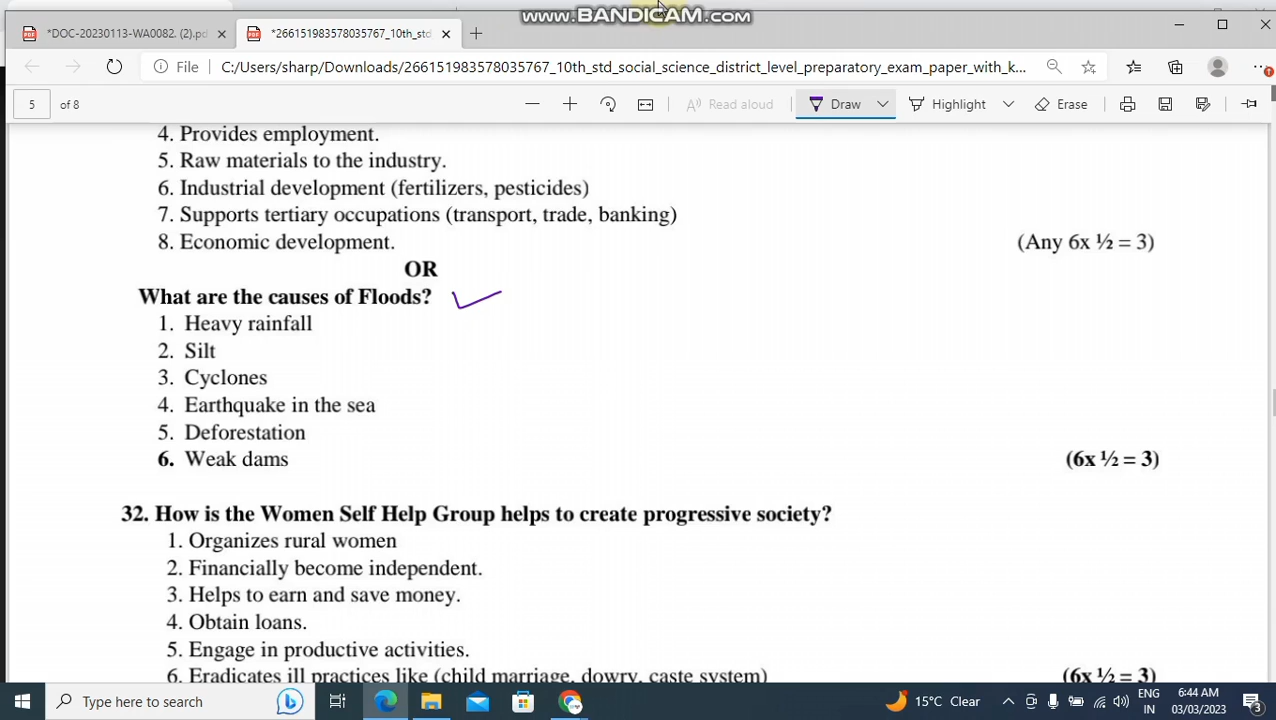 www.BANDICAM.com
*DOC-20230113-WA0082. (2).pd
*266151983578035767_10th_std
File C:/Users/sharp/Downloads/266151983578035767_10th_std_social_science_district_level_preparatory_exam_paper_with_k...
5 of 8 Read aloud Draw Highlight Erase
4. Provides employment.
5. Raw materials to the industry.
6. Industrial development (fertilizers, pesticides)
7. Supports tertiary occupations (transport, trade, banking)
8. Economic development. (Any 6x ½ = 3)
OR
What are the causes of Floods?
1. Heavy rainfall
2. Silt
3. Cyclones
4. Earthquake in the sea
5. Deforestation
6. Weak dams (6x ½ = 3)
32. How is the Women Self Help Group helps to create progressive society?
1. Organizes rural women
2. Financially become independent.
3. Helps to earn and save money.
4. Obtain loans.
5. Engage in productive activities.
6. Eradicates ill practices like (child marriage, dowry, caste system) (6x ½ = 3)
Type here to search 15°C Clear ENG 6:44 AM
IN 03/03/2023 3